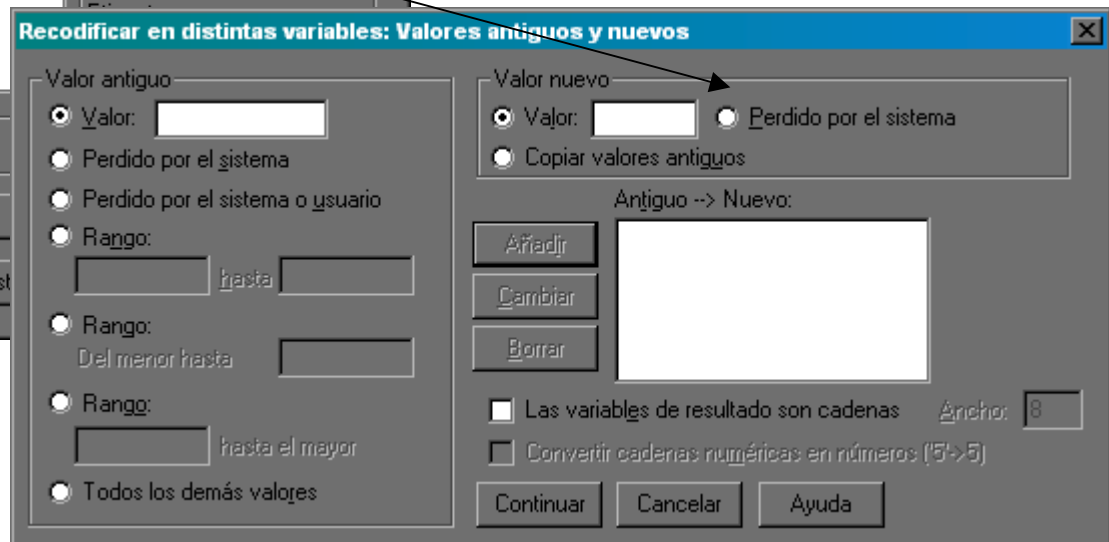 Recodificar en distintas variables: Valores antiguos y nuevos
Valor antiguo
Valor:
Perdido por el sistema
Perdido por el sistema o usuario
Rango:
hasta
Rango:
Del menor hasta
Rango:
hasta el mayor
Todos los demás valores
Valor nuevo
Valor:
Perdido por el sistema
Copiar valores antiguos
Antiguo --> Nuevo:
Añadir
Cambiar
Borrar
Las variables de resultado son cadenas
Ancho: 8
Convertir cadenas numéricas en números ('5'->5)
Continuar
Cancelar
Ayuda